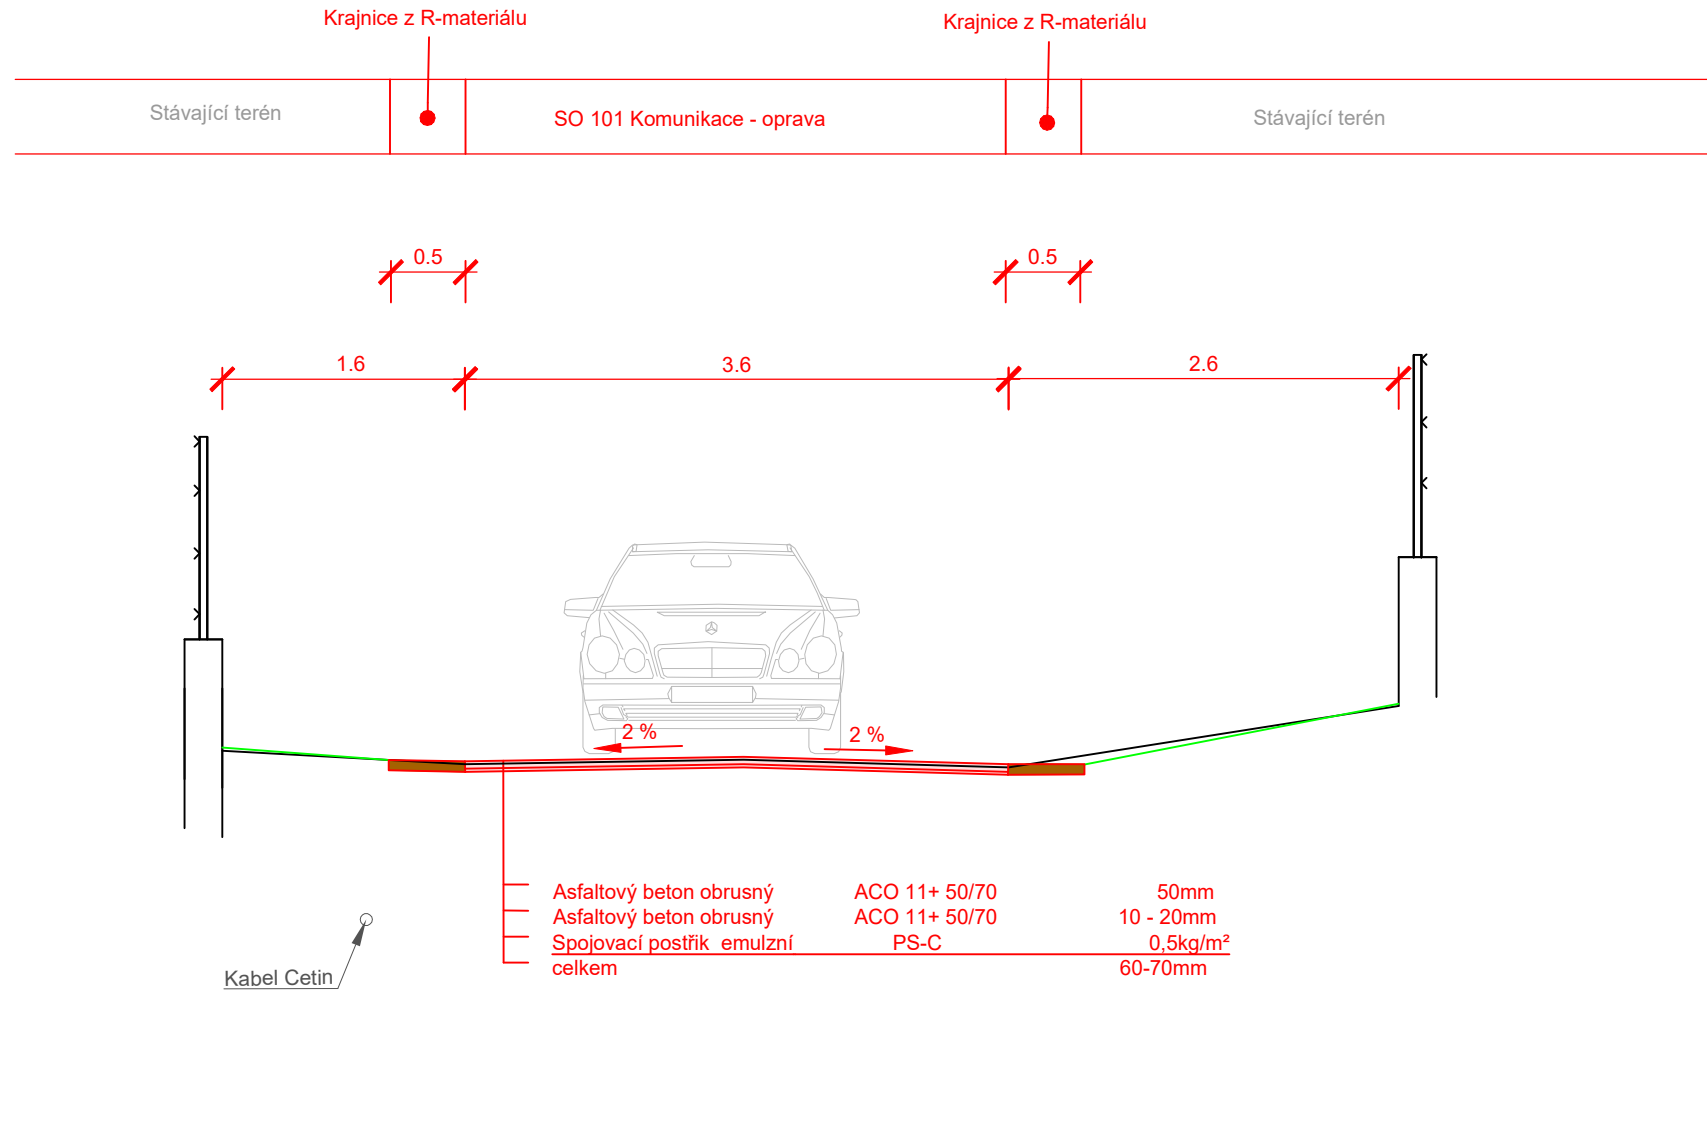 Krajnice z R-materiálu
Krajnice z R-materiálu
Stávající terén
SO 101 Komunikace - oprava
Stávající terén
0.5
0.5
1.6
3.6
2.6
2 %
2 %
Asfaltový beton obrusný ACO 11+ 50/70 50mm
Asfaltový beton obrusný ACO 11+ 50/70 10 - 20mm
Spojovací postřik emulzní PS-C 0,5kg/m²
celkem 60-70mm
Kabel Cetin